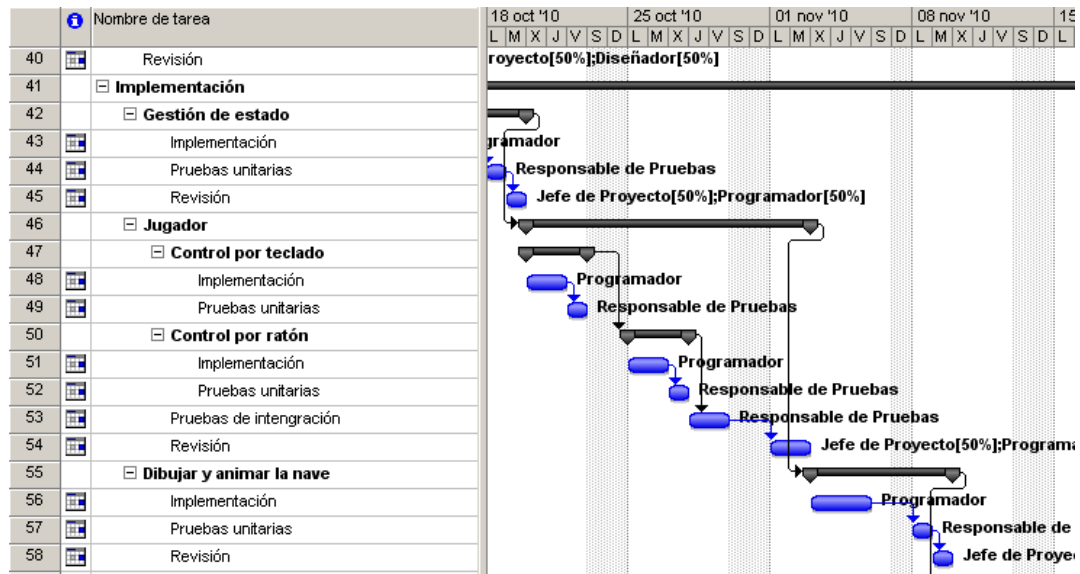 Nombre de tarea 18 oct '10 25 oct '10 01 nov '10 08 nov '10 15
L M X J V S D L M X J V S D L M X J V S D L M X J V S D L
40 Revisión royecto[50%];Diseñador[50%]
41 Implementación
42 Gestión de estado
43 Implementación gramador
44 Pruebas unitarias Responsable de Pruebas
45 Revisión Jefe de Proyecto[50%];Programador[50%]
46 Jugador
47 Control por teclado
48 Implementación Programador
49 Pruebas unitarias Responsable de Pruebas
50 Control por ratón
51 Implementación Programador
52 Pruebas unitarias Responsable de Pruebas
53 Pruebas de intengración Responsable de Pruebas
54 Revisión Jefe de Proyecto[50%];Programa
55 Dibujar y animar la nave
56 Implementación Programador
57 Pruebas unitarias Responsable de
58 Revisión Jefe de Proye